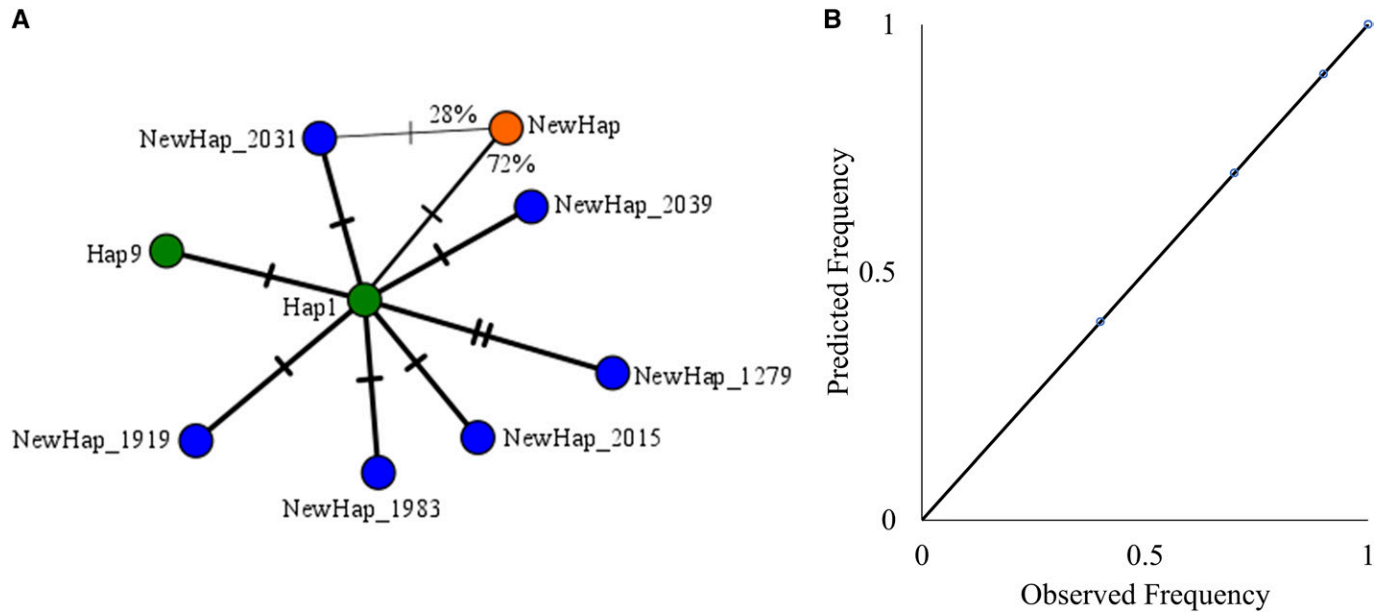 A
28%
NewHap
NewHap_2031
72%
NewHap_2039
Hap9
Hap1
NewHap_1279
NewHap_1919
NewHap_2015
NewHap_1983
B
1
Predicted Frequency
0.5
0
0
0.5
1
Observed Frequency